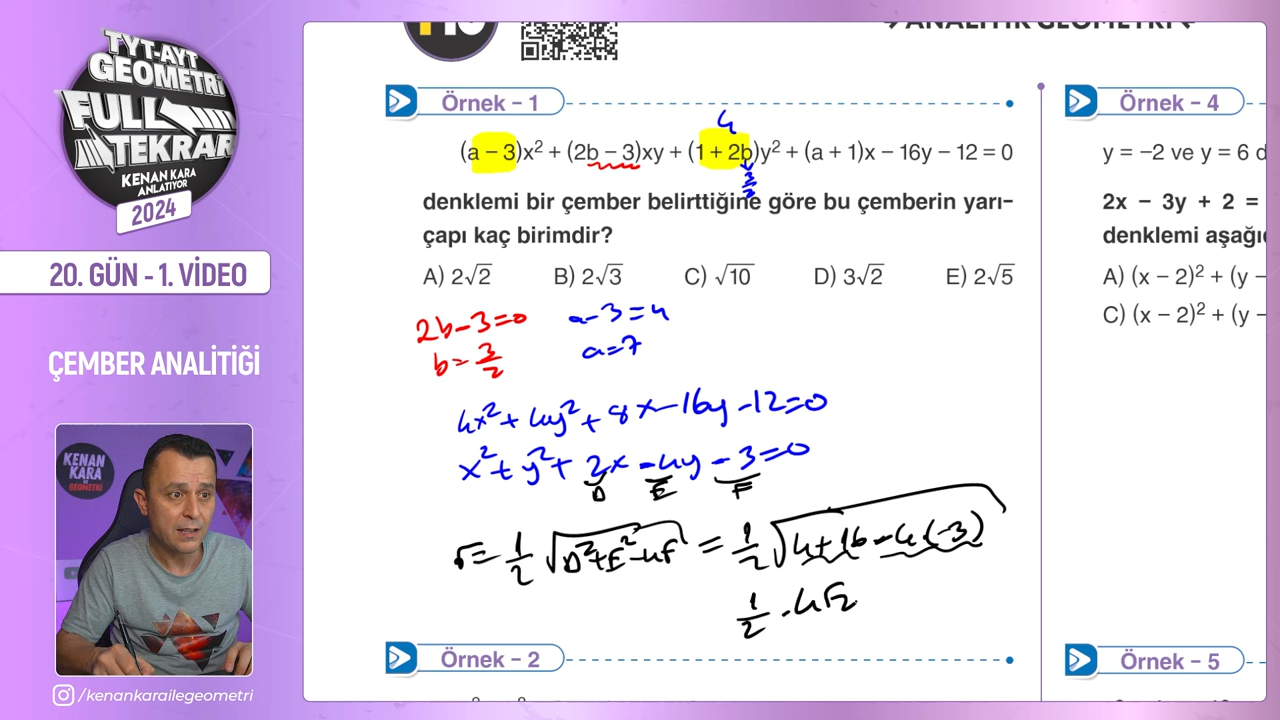 TYT-AYT
GEOMETRİ
FULL
TEKRAR
KENAN KARA
ANLATIYOR
2024
20. GÜN - 1. VİDEO
ÇEMBER ANALİTİĞİ
KENAN
KARA
GEOMETRİ
/kenankarailegeometri
ANALİTİK GEOMETRİ
Örnek – 1
4
(a – 3)x² + (2b – 3)xy + (1 + 2b)y² + (a + 1)x – 16y – 12 = 0
3/2
denklemi bir çember belirttiğine göre bu çemberin yarı-
çapı kaç birimdir?
A) 2√2 B) 2√3 C) √10 D) 3√2 E) 2√5
2b-3=0 a-3=4
b=3/2 a=7
4x²+4y²+8x-16y-12=0
x²+y²+2x-4y-3=0
D E F
r=1/2√D²+E²-4F = 1/2√4+16-4.(-3)
1/2.4√2
Örnek – 2
Örnek – 4
y = –2 ve y = 6 d
2x – 3y + 2 =
denklemi aşağı
A) (x – 2)² + (y –
C) (x – 2)² + (y –
Örnek – 5